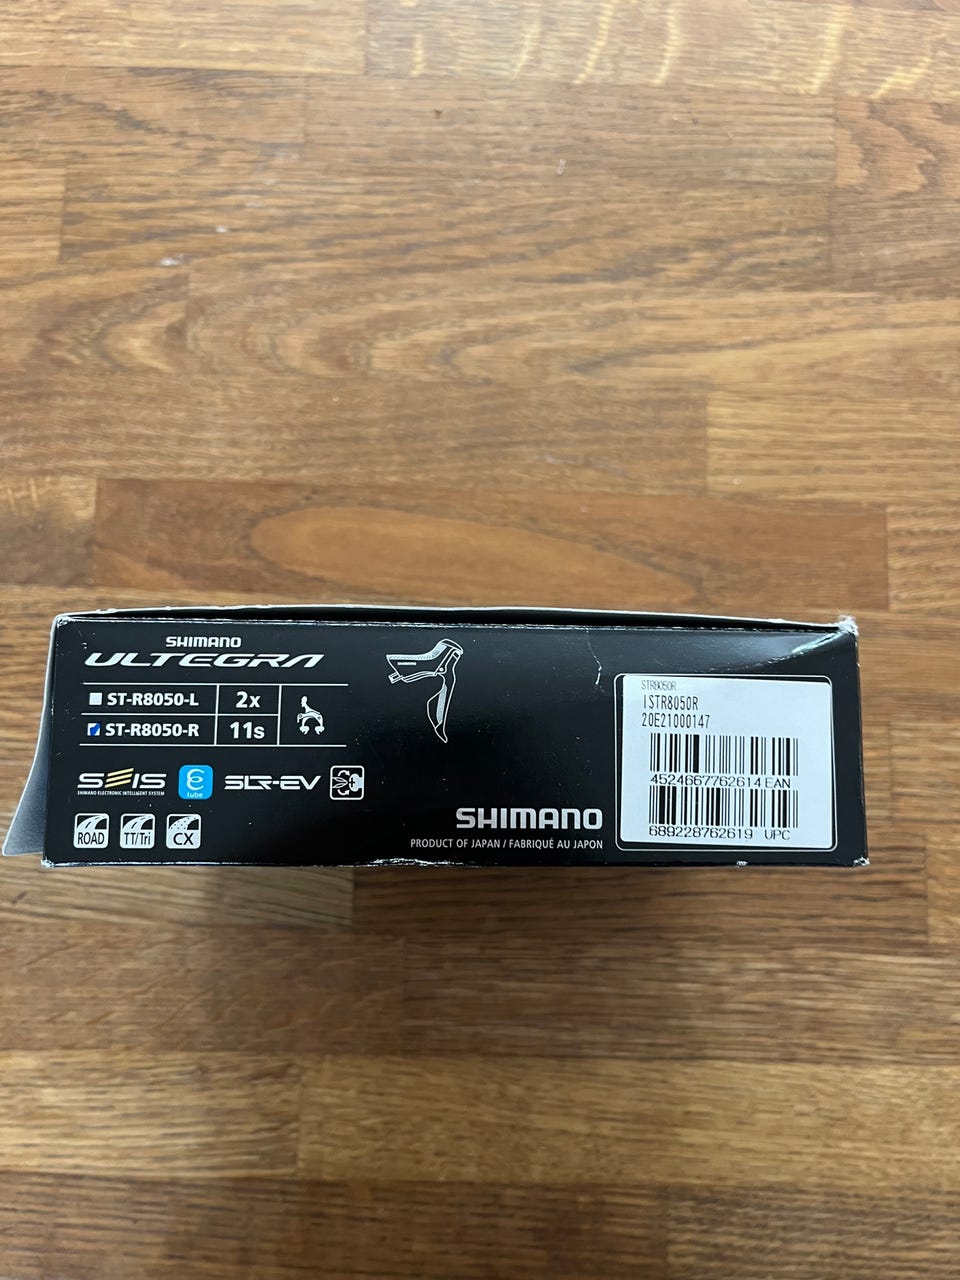 SHIMANO
ULTEGRA
ST-R8050-L 2x
ST-R8050-R 11s
SEIS
SHIMANO ELECTRONIC INTELLIGENT SYSTEM
E tube
SLR-EV
ROAD TT/Tri CX
SHIMANO
PRODUCT OF JAPAN / FABRIQUÉ AU JAPON
STR8050R
ISTR8050R
20E21000147
4524667762614 EAN
689228762619 UPC